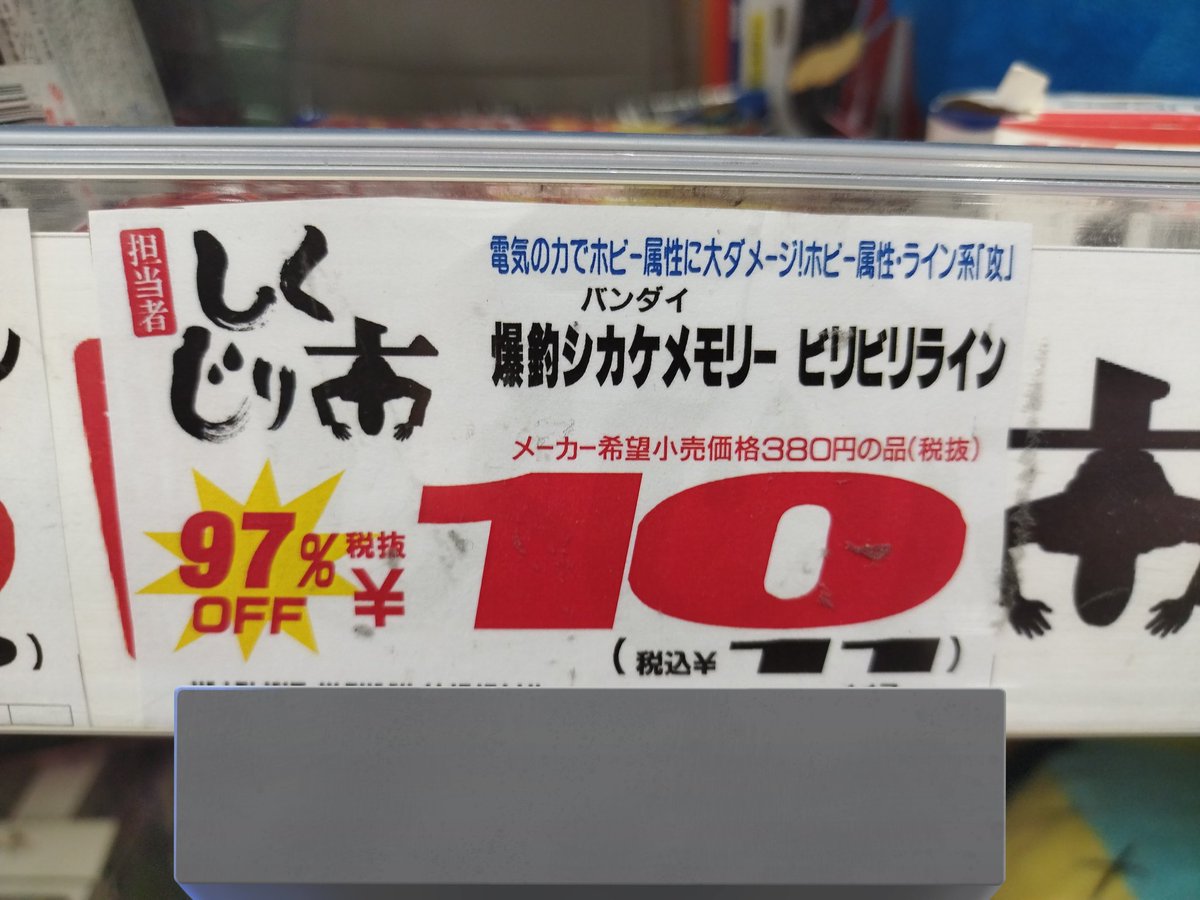 担当者
しく
じり市
電気の力でホビー属性に大ダメージ!ホビー属性・ライン系「攻」
バンダイ
爆釣シカケメモリー ビリビリライン
メーカー希望小売価格380円の品(税抜)
97%
OFF
税抜
¥10
(税込¥11)
市